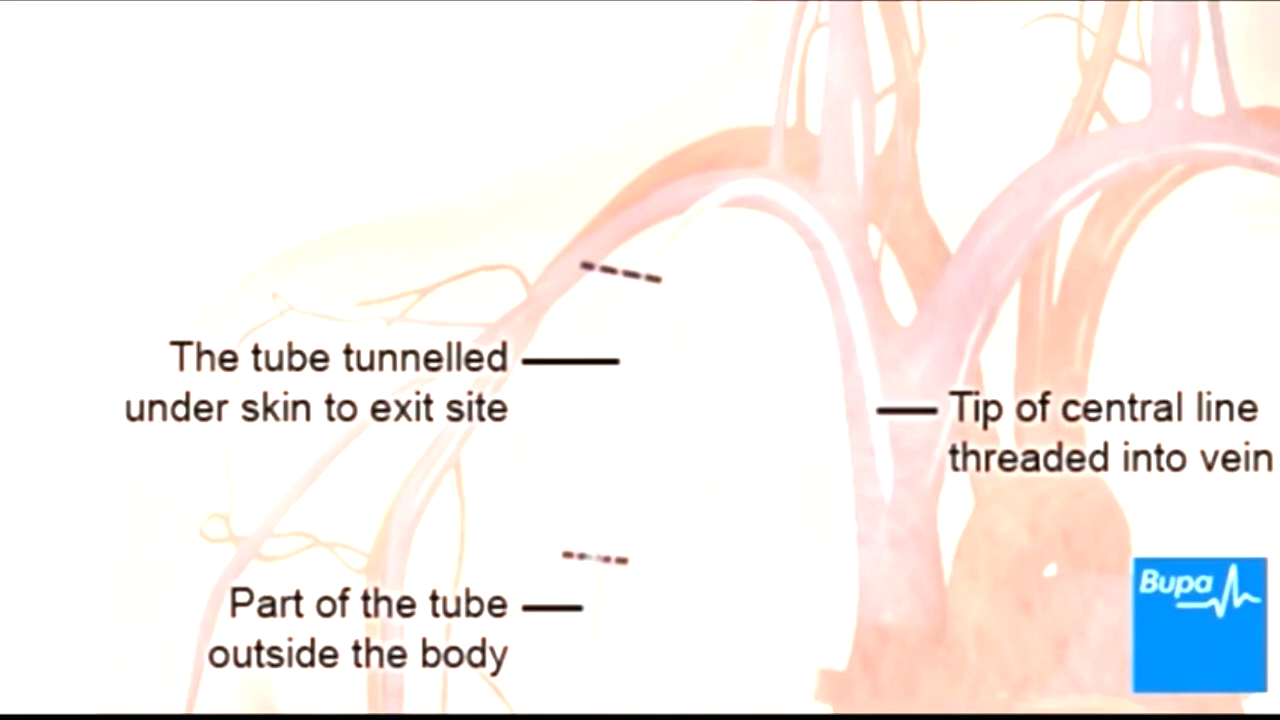 The tube tunnelled
under skin to exit site
Tip of central line
threaded into vein
Part of the tube
outside the body
Bupa